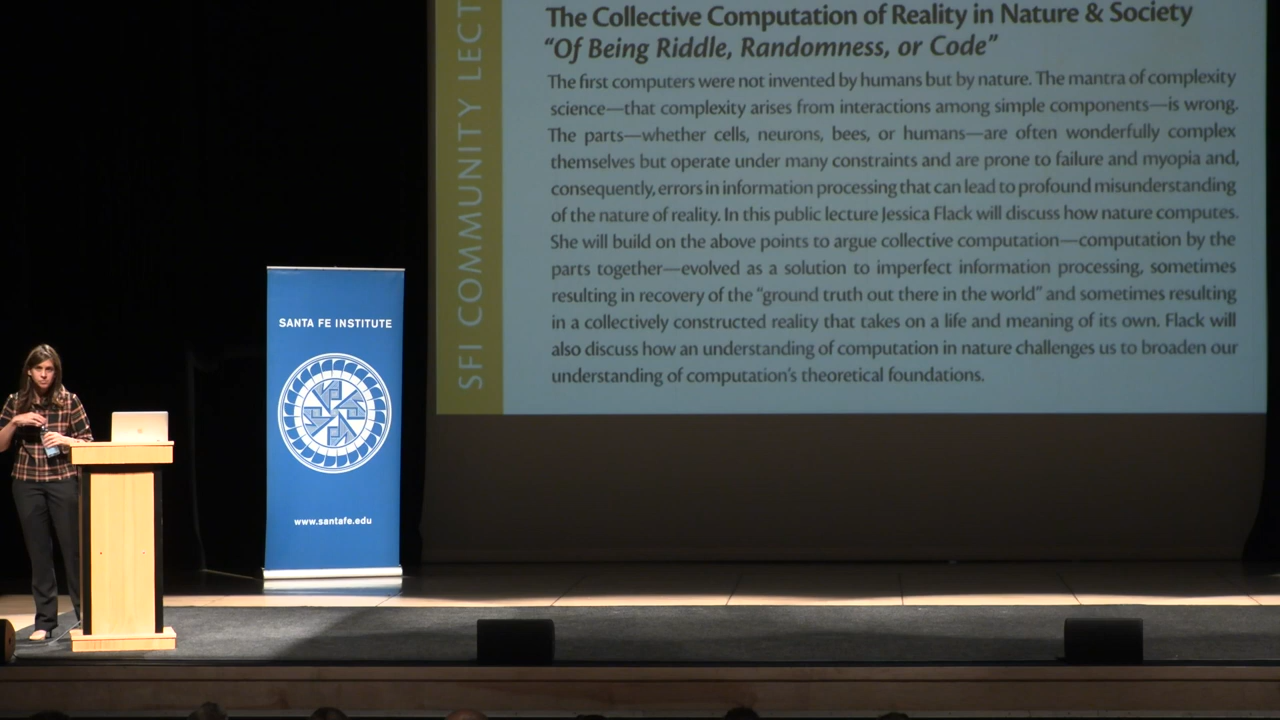 The Collective Computation of Reality in Nature & Society
“Of Being Riddle, Randomness, or Code”
The first computers were not invented by humans but by nature. The mantra of complexity
science—that complexity arises from interactions among simple components—is wrong.
The parts—whether cells, neurons, bees, or humans—are often wonderfully complex
themselves but operate under many constraints and are prone to failure and myopia and,
consequently, errors in information processing that can lead to profound misunderstanding
of the nature of reality. In this public lecture Jessica Flack will discuss how nature computes.
She will build on the above points to argue collective computation—computation by the
parts together—evolved as a solution to imperfect information processing, sometimes
resulting in recovery of the “ground truth out there in the world” and sometimes resulting
in a collectively constructed reality that takes on a life and meaning of its own. Flack will
also discuss how an understanding of computation in nature challenges us to broaden our
understanding of computation’s theoretical foundations.
SFI COMMUNITY LECT
SANTA FE INSTITUTE
www.santafe.edu